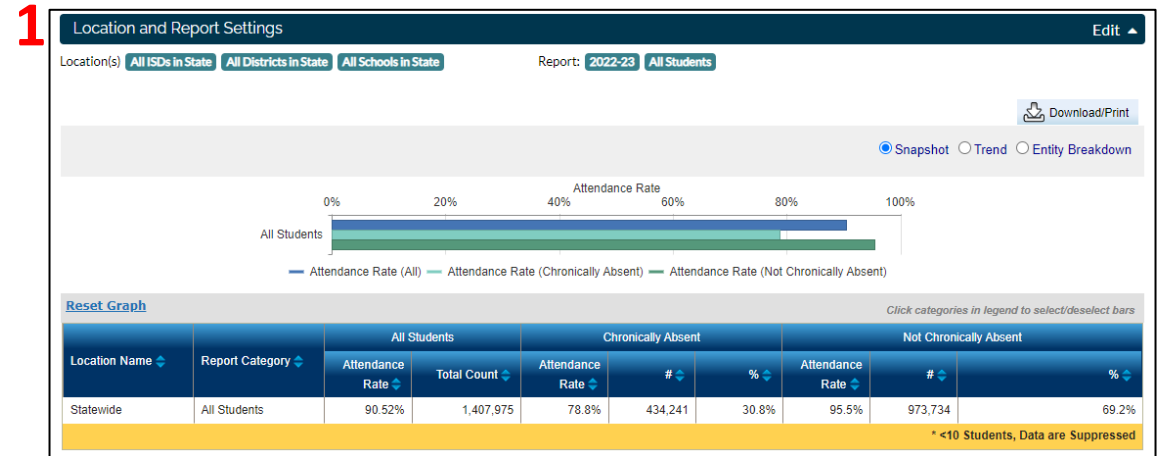 1
Location and Report Settings Edit
Location(s) All ISDs in State All Districts in State All Schools in State Report: 2022-23 All Students
Download/Print
Snapshot Trend Entity Breakdown
Attendance Rate
0% 20% 40% 60% 80% 100%
All Students
Attendance Rate (All) Attendance Rate (Chronically Absent) Attendance Rate (Not Chronically Absent)
Reset Graph Click categories in legend to select/deselect bars
All Students Chronically Absent Not Chronically Absent
Location Name Report Category Attendance Rate Total Count Attendance Rate # % Attendance Rate # %
Statewide All Students 90.52% 1,407,975 78.8% 434,241 30.8% 95.5% 973,734 69.2%
* <10 Students, Data are Suppressed